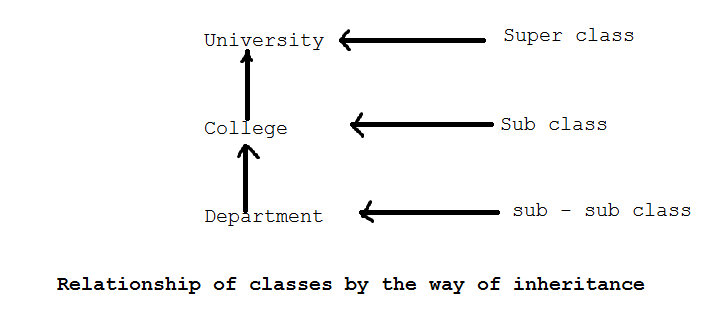 University Super class
College Sub class
Department sub - sub class
Relationship of classes by the way of inheritance